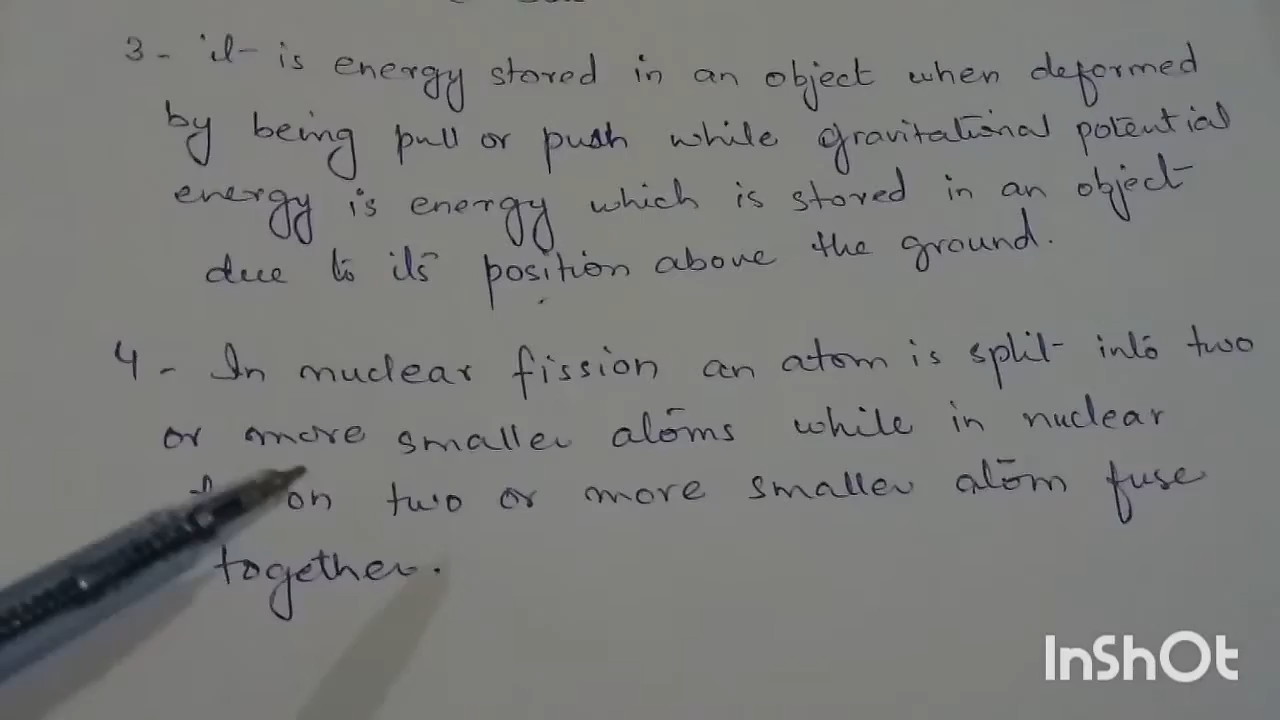 3 - it is energy stored in an object when deformed
by being pull or push while gravitational potential
energy is energy which is stored in an object
due to its position above the ground.
4 - In nuclear fission an atom is split into two
or more smaller atoms while in nuclear
two or more smaller atom fuse
together.
InShOt